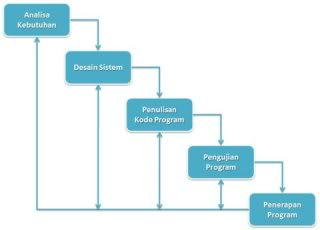 Analisa
Kebutuhan
Desain Sistem
Penulisan
Kode Program
Pengujian
Program
Penerapan
Program